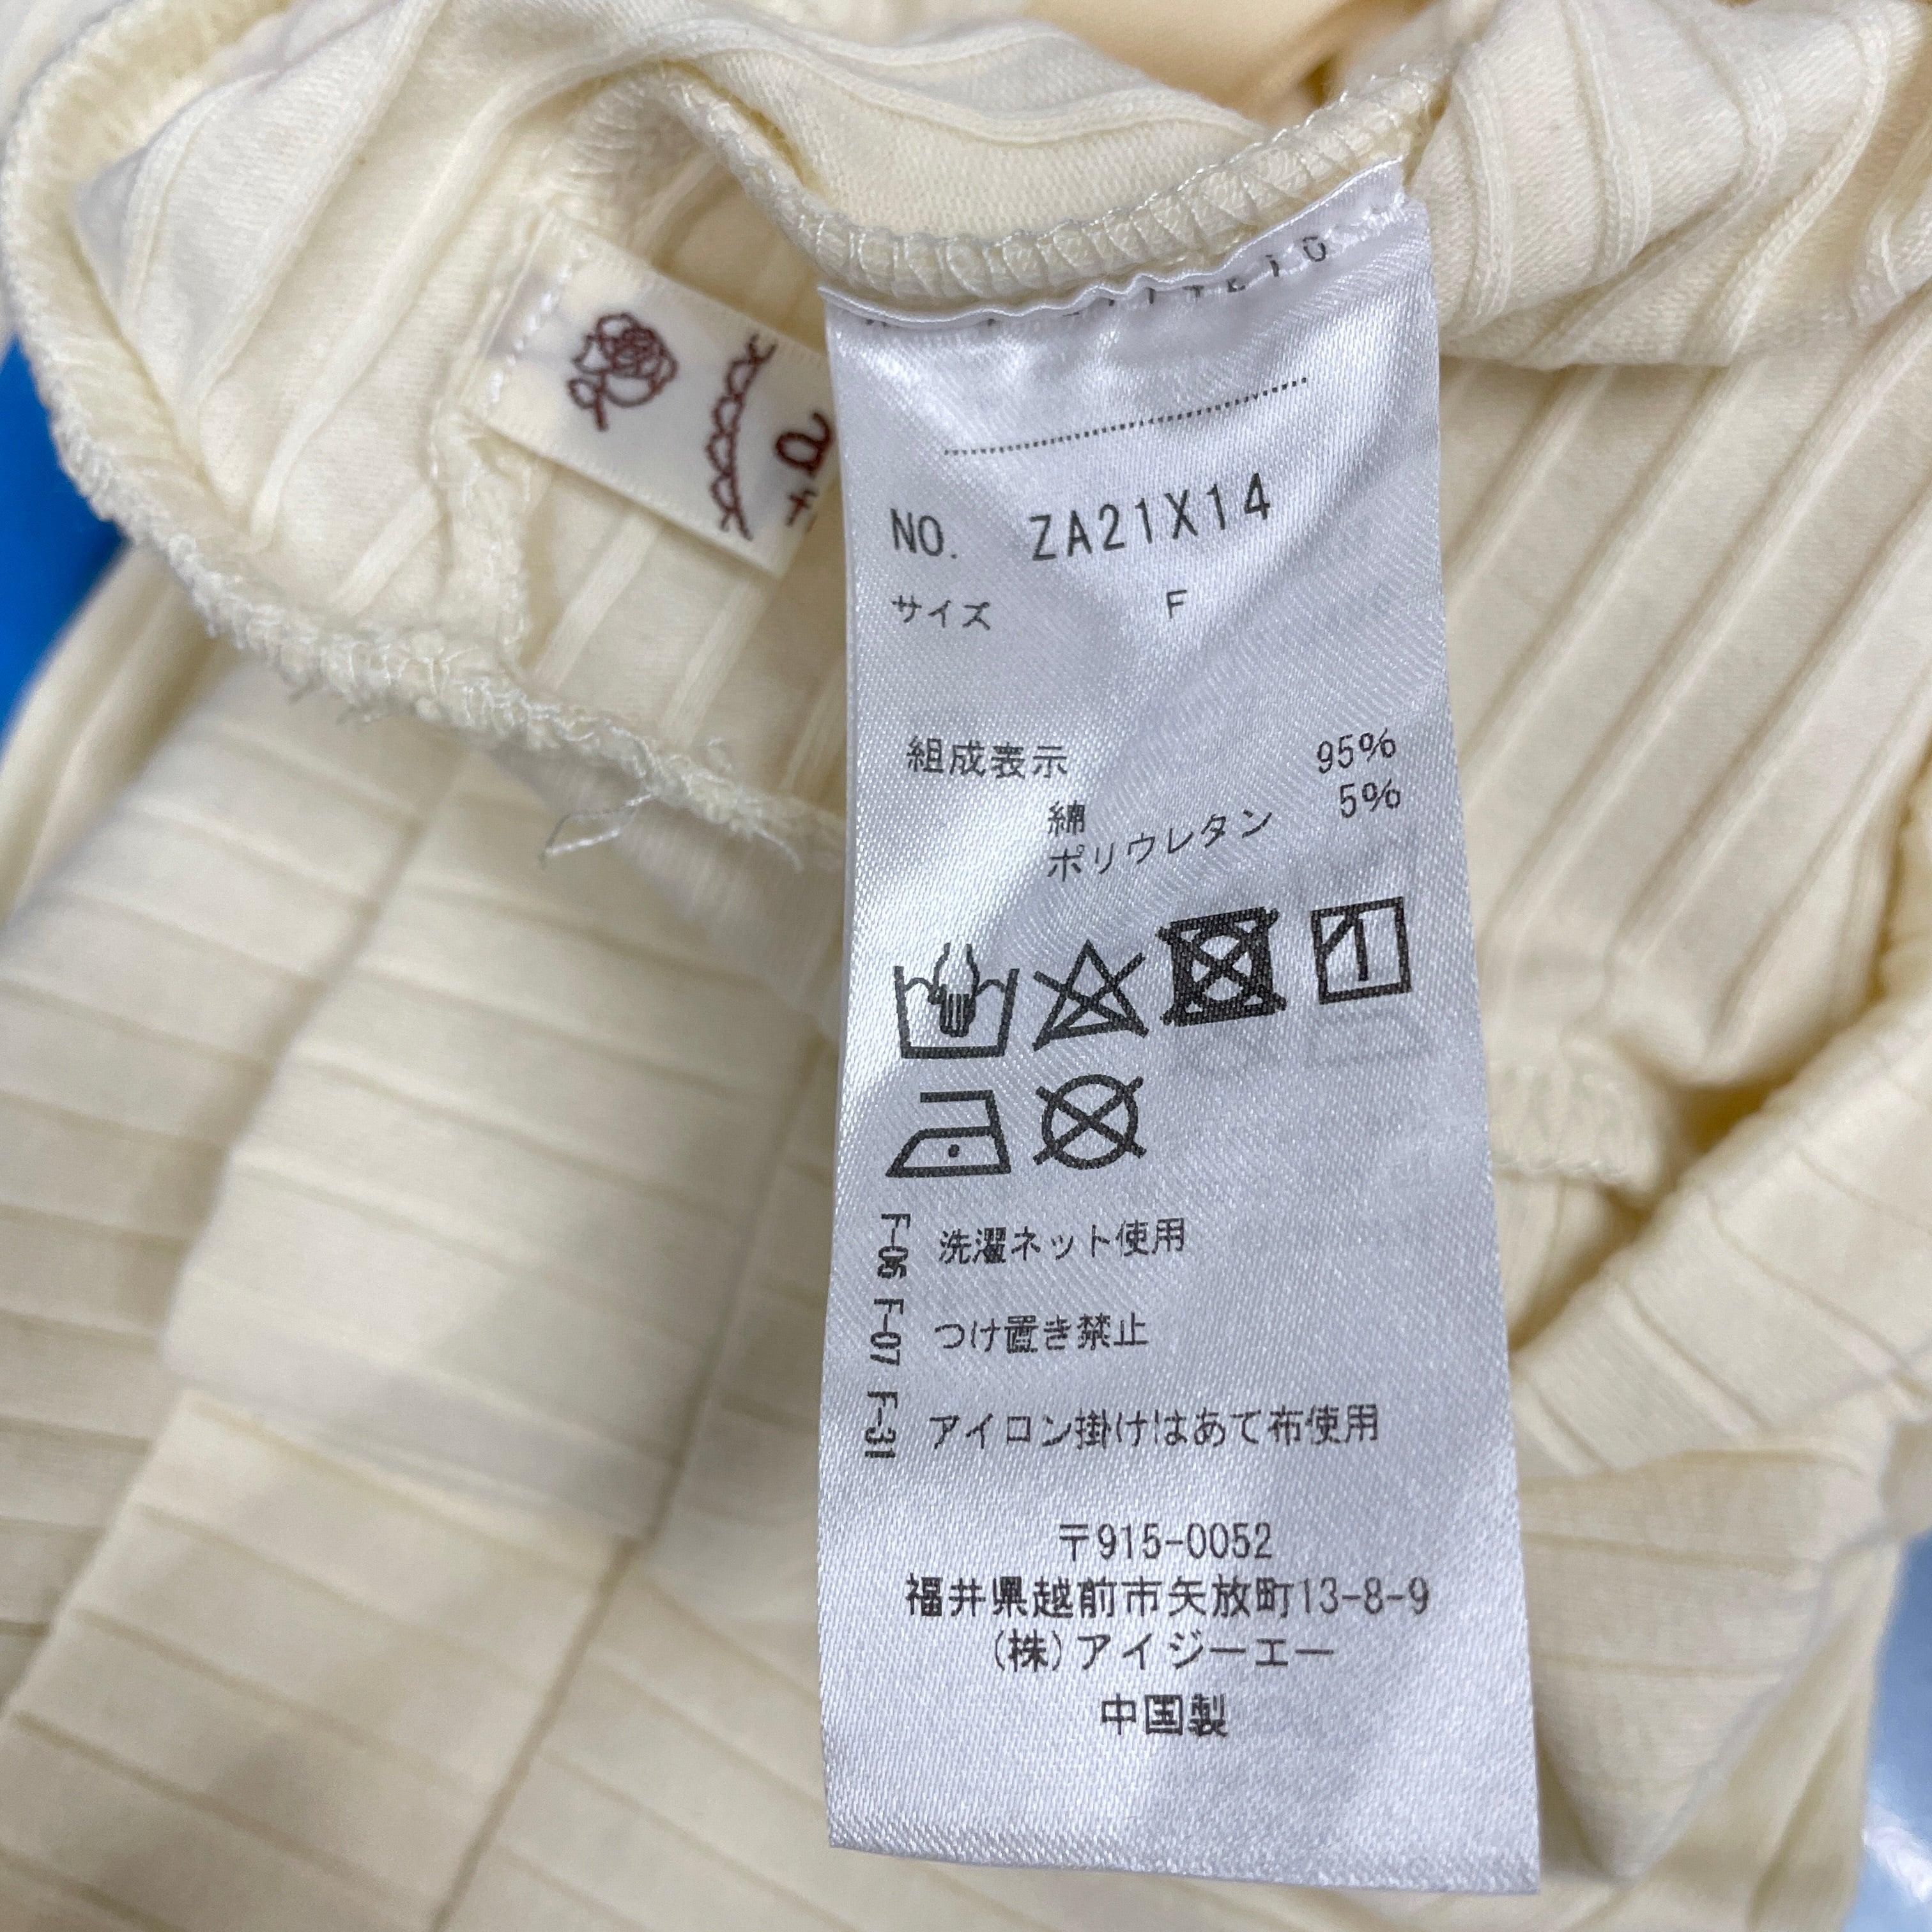 NO. ZA21X14
サイズ F
組成表示
綿 95%
ポリウレタン 5%
F-06 洗濯ネット使用
F-07 つけ置き禁止
F-31 アイロン掛けはあて布使用
〒915-0052
福井県越前市矢放町13-8-9
(株)アイジーエー
中国製